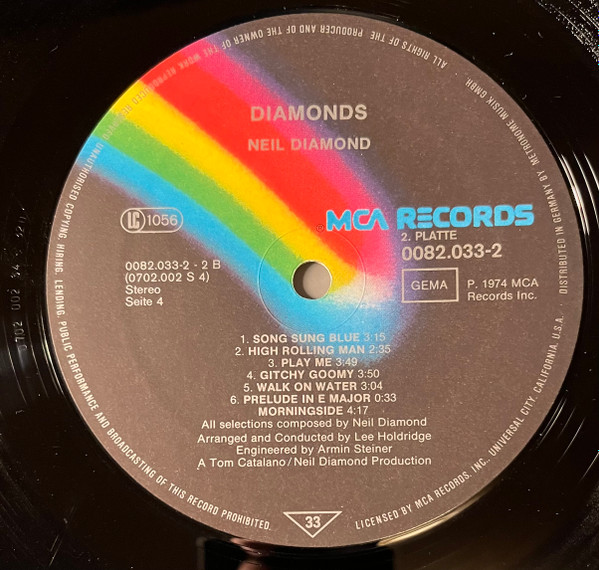 DIAMONDS
NEIL DIAMOND
LC 1056
MCA RECORDS
2. PLATTE
0082.033-2
0082.033-2 - 2 B
(0702.002 S 4)
Stereo
Seite 4
GEMA
P. 1974 MCA
Records Inc.
1. SONG SUNG BLUE 3:15
2. HIGH ROLLING MAN 2:35
3. PLAY ME 3:49
4. GITCHY GOOMY 3:50
5. WALK ON WATER 3:04
6. PRELUDE IN E MAJOR 0:33
MORNINGSIDE 4:17
All selections composed by Neil Diamond
Arranged and Conducted by Lee Holdridge
Engineered by Armin Steiner
A Tom Catalano/Neil Diamond Production
33
ALL RIGHTS OF THE PRODUCER AND OF THE OWNER OF THE WORK REPRODUCED RESERVED. UNAUTHORISED COPYING, HIRING, LENDING, PUBLIC PERFORMANCE AND BROADCASTING OF THIS RECORD PROHIBITED.
LICENSED BY MCA RECORDS, INC., UNIVERSAL CITY, CALIFORNIA, U.S.A.
DISTRIBUTED IN GERMANY BY METRONOME MUSIK GMBH.